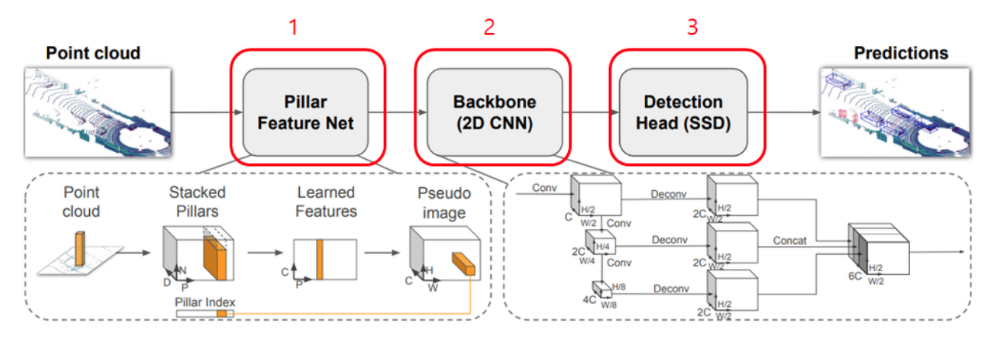 1
2
3
Point cloud
Pillar
Feature Net
Backbone
(2D CNN)
Detection
Head (SSD)
Predictions
Point
cloud
Stacked
Pillars
Learned
Features
Pseudo
image
D
N
P
C
P
C
H
W
Pillar Index
Conv
C
H/2
W/2
Conv
2C
H/4
W/4
Conv
4C
H/8
W/8
Deconv
2C
H/2
W/2
Deconv
2C
H/2
W/2
Deconv
2C
H/2
W/2
Concat
6C
H/2
W/2